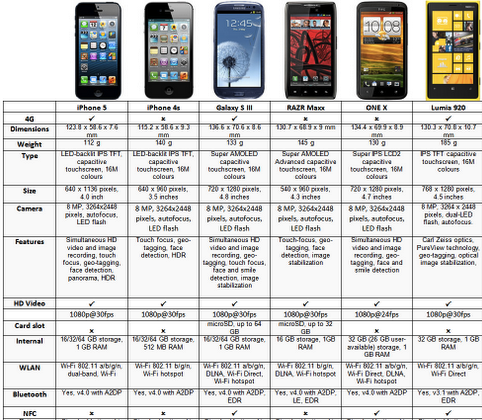 iPhone 5 iPhone 4s Galaxy S III RAZR Maxx ONE X Lumia 920
4G ✓ × ✓ × × ✓
Dimensions 123.8 x 58.6 x 7.6 mm 115.2 x 58.6 x 9.3 mm 136.6 x 70.6 x 8.6 mm 130.7 x 68.9 x 9 mm 134.4 x 69.9 x 8.9 mm 130.3 x 70.8 x 10.7 mm
Weight 112 g 140 g 133 g 145 g 130 g 185 g
Type LED-backlit IPS TFT, capacitive touchscreen, 16M colours LED-backlit IPS TFT, capacitive touchscreen, 16M colours Super AMOLED capacitive touchscreen, 16M colours Super AMOLED Advanced capacitive touchscreen, 16M colours Super IPS LCD2 capacitive touchscreen, 16M colours IPS TFT capacitive touchscreen, 16M colours
Size 640 x 1136 pixels, 4.0 inch 640 x 960 pixels, 3.5 inches 720 x 1280 pixels, 4.8 inches 540 x 960 pixels, 4.3 inches 720 x 1280 pixels, 4.7 inches 768 x 1280 pixels, 4.5 inches
Camera 8 MP, 3264x2448 pixels, autofocus, LED flash 8 MP, 3264x2448 pixels, autofocus, LED flash 8 MP, 3264x2448 pixels, autofocus, LED flash 8 MP, 3264x2448 pixels, autofocus, LED flash 8 MP, 3264x2448 pixels, autofocus, LED flash 8 MP, 3264 x 2448 pixels, dual-LED flash, autofocus,
Features Simultaneous HD video and image recording, touch focus, geo-tagging, face detection, panorama, HDR Touch focus, geo-tagging, face detection, HDR Simultaneous HD video and image recording, geo-tagging, touch focus, face and smile detection, image stabilization Touch-focus, geo-tagging, face detection, image stabilization Simultaneous HD video and image recording, geo-tagging, face and smile detection, Carl Zeiss optics, PureView technology, geo-tagging, optical image stabilization,
HD Video ✓ ✓ ✓ ✓ ✓ ✓
1080p@30fps 1080p@30fps 1080p@30fps 1080p@30fps 1080p@24fps 1080p@30fps
Card slot × × microSD, up to 64 GB microSD, up to 32 GB × ×
Internal 16/32/64 GB storage, 1 GB RAM 16/32/64 GB storage, 512 MB RAM 16/32/64 GB storage, 1 GB RAM 16 GB storage, 1GB RAM 32 GB (26 GB user-available) storage, 1 GB RAM 32 GB storage, 1 GB RAM
WLAN Wi-Fi 802.11 a/b/g/n, dual-band, Wi-Fi Wi-Fi 802.11 b/g/n, Wi-Fi hotspot Wi-Fi 802.11 a/b/g/n, DLNA, Wi-Fi Direct, Wi-Fi hotspot Wi-Fi 802.11 b/g/n, DLNA, Wi-Fi hotspot Wi-Fi 802.11 a/b/g/n, Wi-Fi Direct, DLNA, Wi-Fi hotspot Wi-Fi 802.11 a/b/g/n, Wi-Fi Direct
Bluetooth Yes, v4.0 with A2DP Yes, v4.0 with A2DP Yes, v4.0 with A2DP, EDR Yes, v4.0 with A2DP, LE, EDR Yes, v4.0 with A2DP Yes, v3.1 with A2DP, EDR
NFC × × ✓ × ✓ ✓